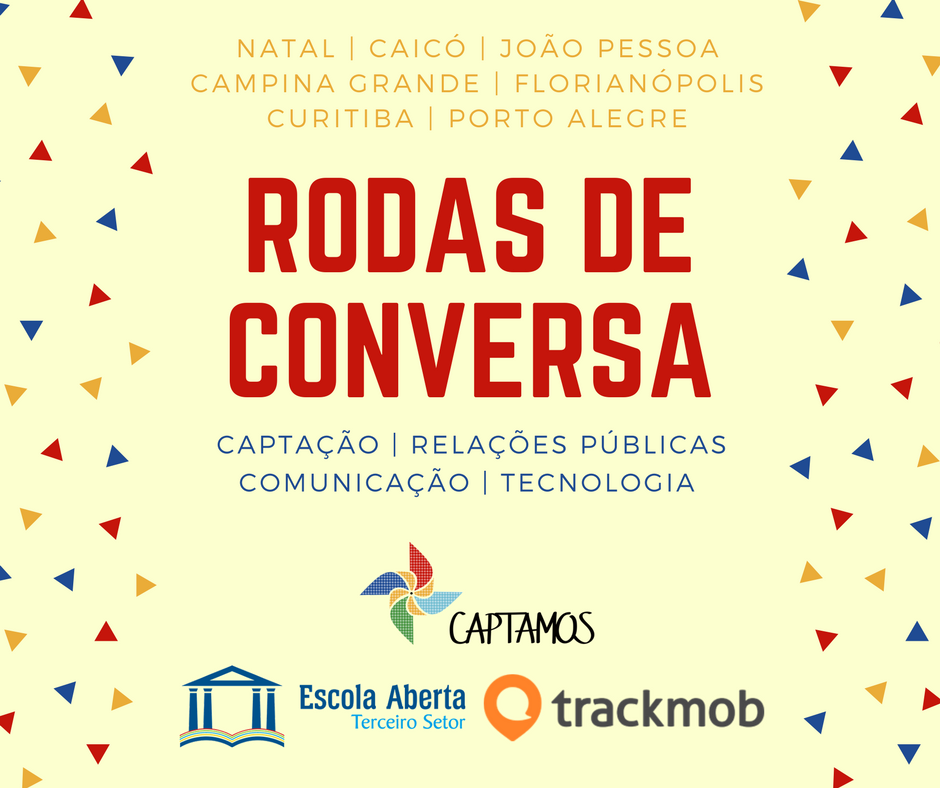 NATAL | CAICÓ | JOÃO PESSOA
CAMPINA GRANDE | FLORIANÓPOLIS
CURITIBA | PORTO ALEGRE
RODAS DE
CONVERSA
CAPTAÇÃO | RELAÇÕES PÚBLICAS
COMUNICAÇÃO | TECNOLOGIA
CAPTAMOS
Escola Aberta
Terceiro Setor
trackmob